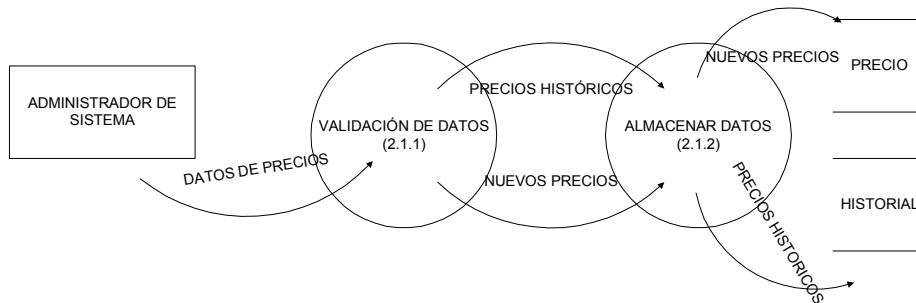 ADMINISTRADOR DE
SISTEMA
DATOS DE PRECIOS
VALIDACIÓN DE DATOS
(2.1.1)
PRECIOS HISTÓRICOS
NUEVOS PRECIOS
ALMACENAR DATOS
(2.1.2)
NUEVOS PRECIOS
PRECIOS HISTORICOS
PRECIO
HISTORIAL